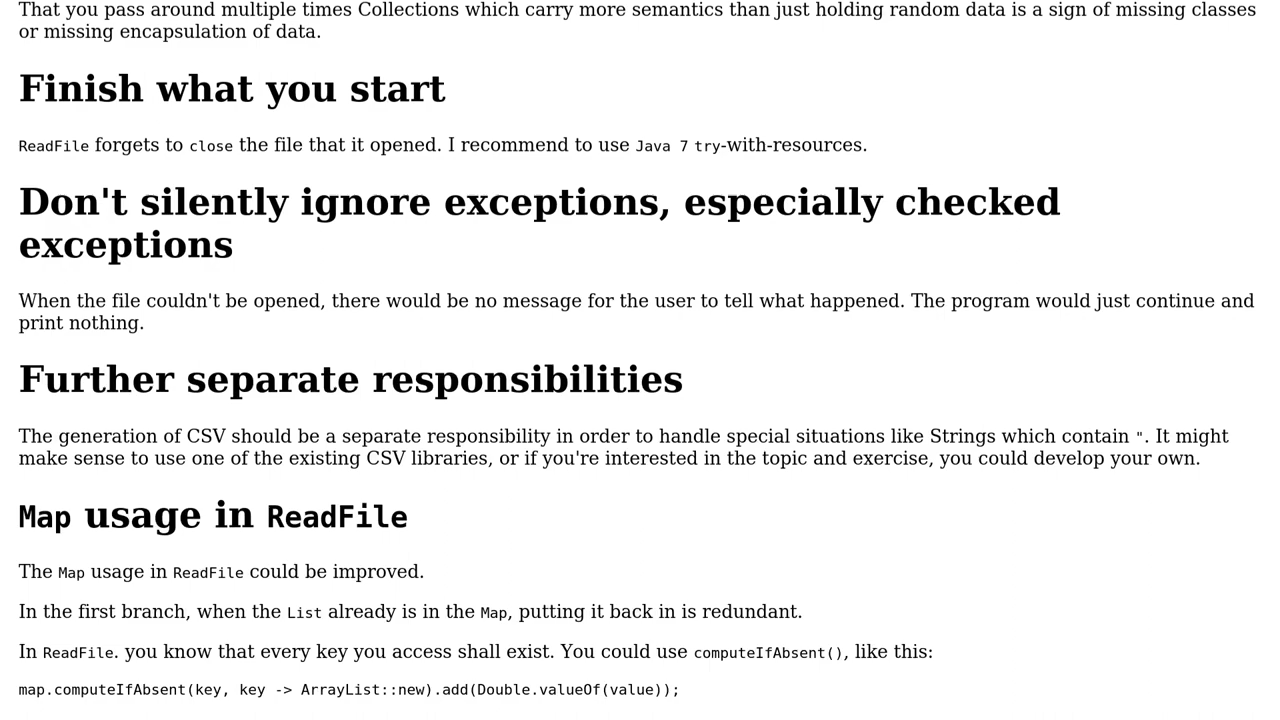 That you pass around multiple times Collections which carry more semantics than just holding random data is a sign of missing classes
or missing encapsulation of data.
Finish what you start
ReadFile forgets to close the file that it opened. I recommend to use Java 7 try-with-resources.
Don't silently ignore exceptions, especially checked
exceptions
When the file couldn't be opened, there would be no message for the user to tell what happened. The program would just continue and
print nothing.
Further separate responsibilities
The generation of CSV should be a separate responsibility in order to handle special situations like Strings which contain ". It might
make sense to use one of the existing CSV libraries, or if you're interested in the topic and exercise, you could develop your own.
Map usage in ReadFile
The Map usage in ReadFile could be improved.
In the first branch, when the List already is in the Map, putting it back in is redundant.
In ReadFile. you know that every key you access shall exist. You could use computeIfAbsent(), like this:
map.computeIfAbsent(key, key -> ArrayList::new).add(Double.valueOf(value));